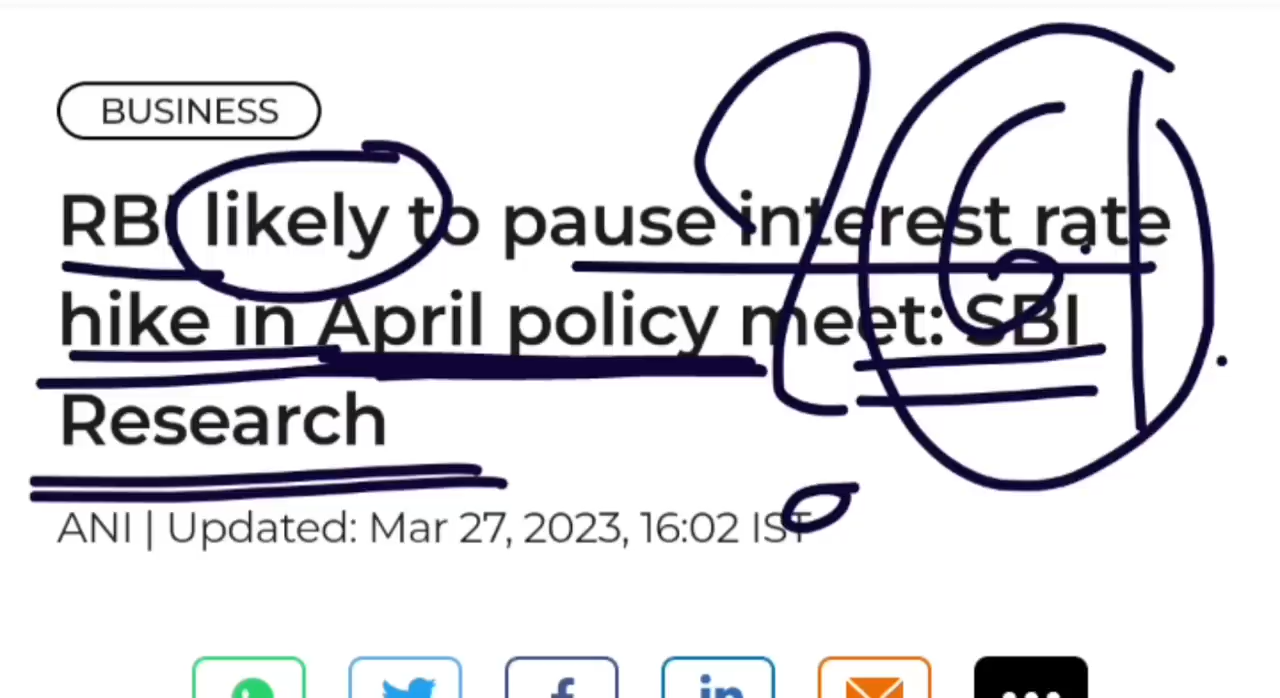 BUSINESS
RBI likely to pause interest rate
hike in April policy meet: SBI
Research
ANI | Updated: Mar 27, 2023, 16:02 IST